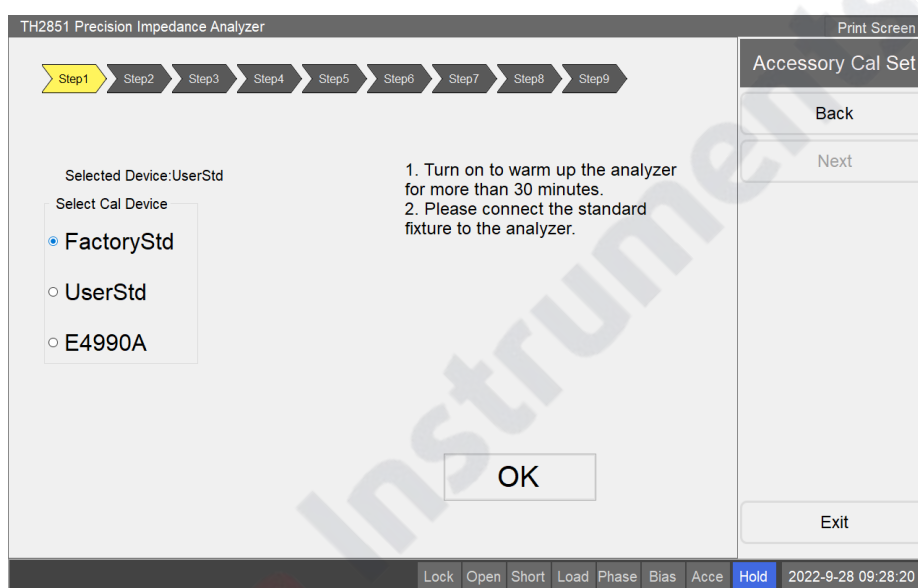 TH2851 Precision Impedance Analyzer
Print Screen
Step1 Step2 Step3 Step4 Step5 Step6 Step7 Step8 Step9
Accessory Cal Set
Back
Next
Selected Device:UserStd
Select Cal Device
FactoryStd
UserStd
E4990A
1. Turn on to warm up the analyzer
for more than 30 minutes.
2. Please connect the standard
fixture to the analyzer.
OK
Exit
Lock Open Short Load Phase Bias Acce Hold 2022-9-28 09:28:20
Instruments